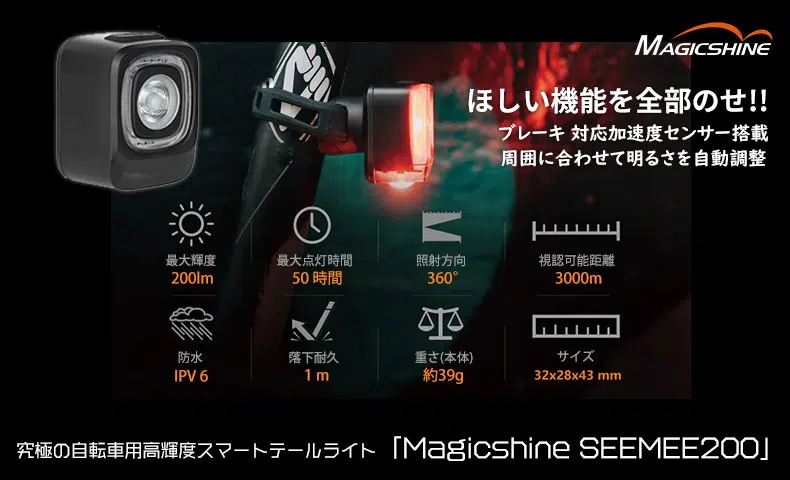 MAGICSHINE
ほしい機能を全部のせ!!
ブレーキ 対応加速度センサー搭載
周囲に合わせて明るさを自動調整
最大輝度
200lm
最大点灯時間
50 時間
照射方向
360°
視認可能距離
3000m
防水
IPV 6
落下耐久
1 m
重さ(本体)
約39g
サイズ
32x28x43 mm
究極の自転車用高輝度スマートテールライト「Magicshine SEEMEE200」